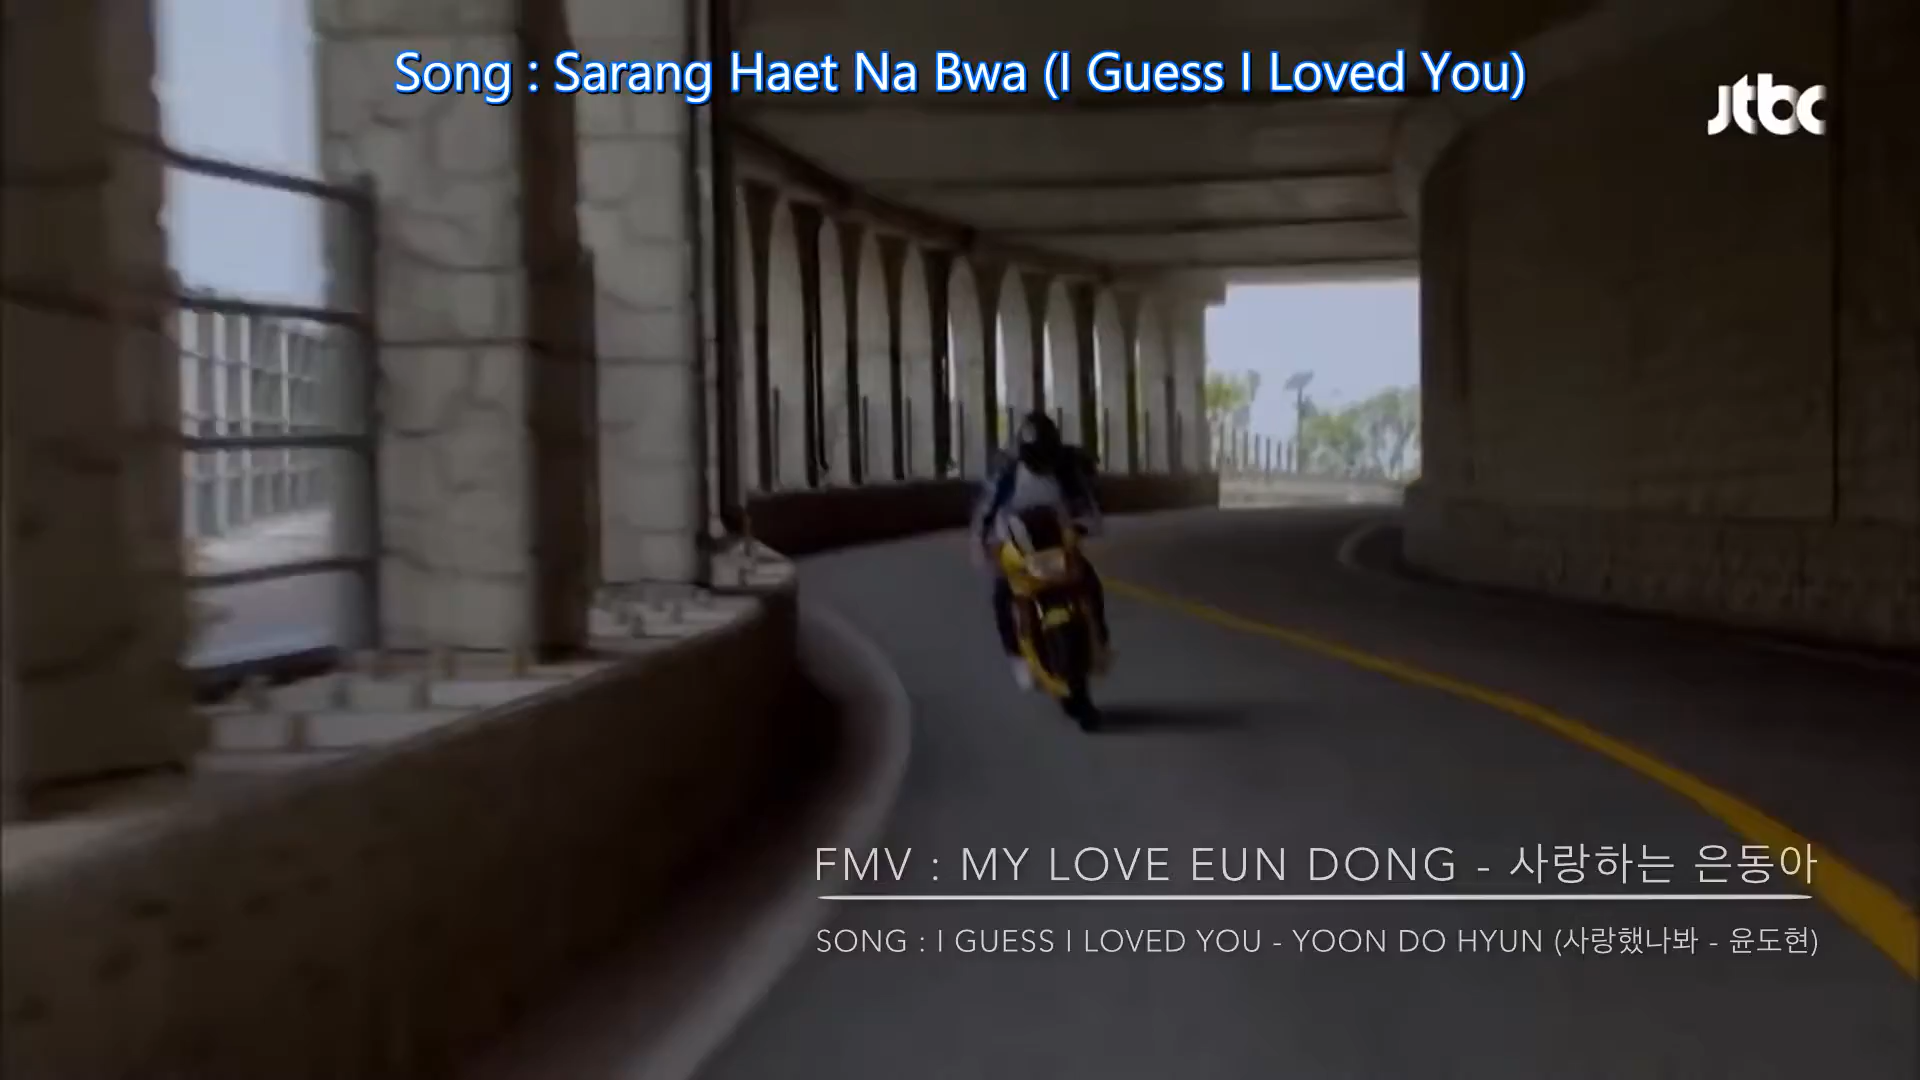 Song : Sarang Haet Na Bwa (I Guess I Loved You)
jtbc
FMV : MY LOVE EUN DONG - 사랑하는 은동아
SONG : I GUESS I LOVED YOU - YOON DO HYUN (사랑했나봐 - 윤도현)